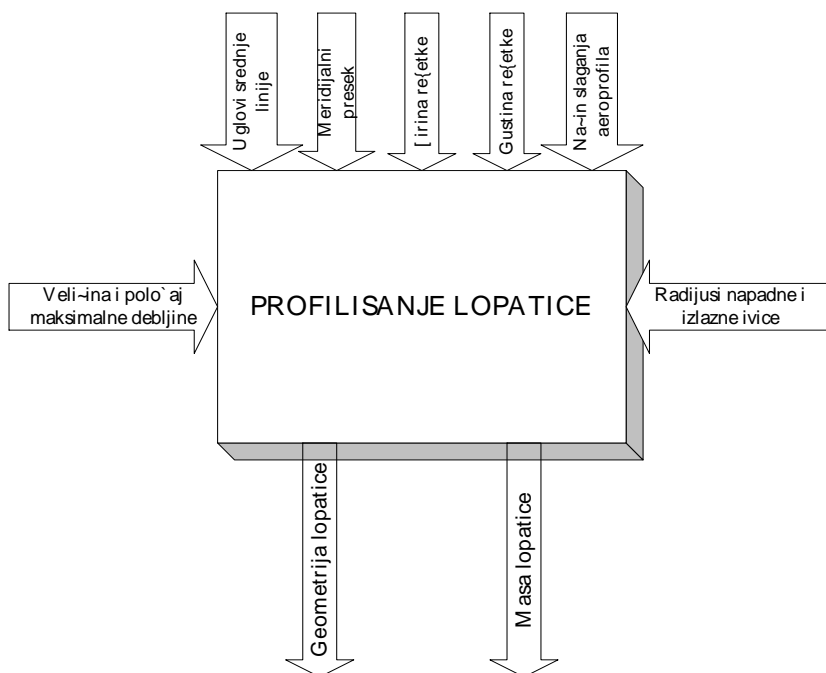 Uglovi srednje
linije
Meridijalni
presek
[irina re{etke
Gustina re{etke
Na~in slaganja
aeroprofila
Veli~ina i polo`aj
maksimalne debljine
PROFILISANJE LOPATICE
Radijusi napadne i
izlazne ivice
Geometrija lopatice
Masa lopatice